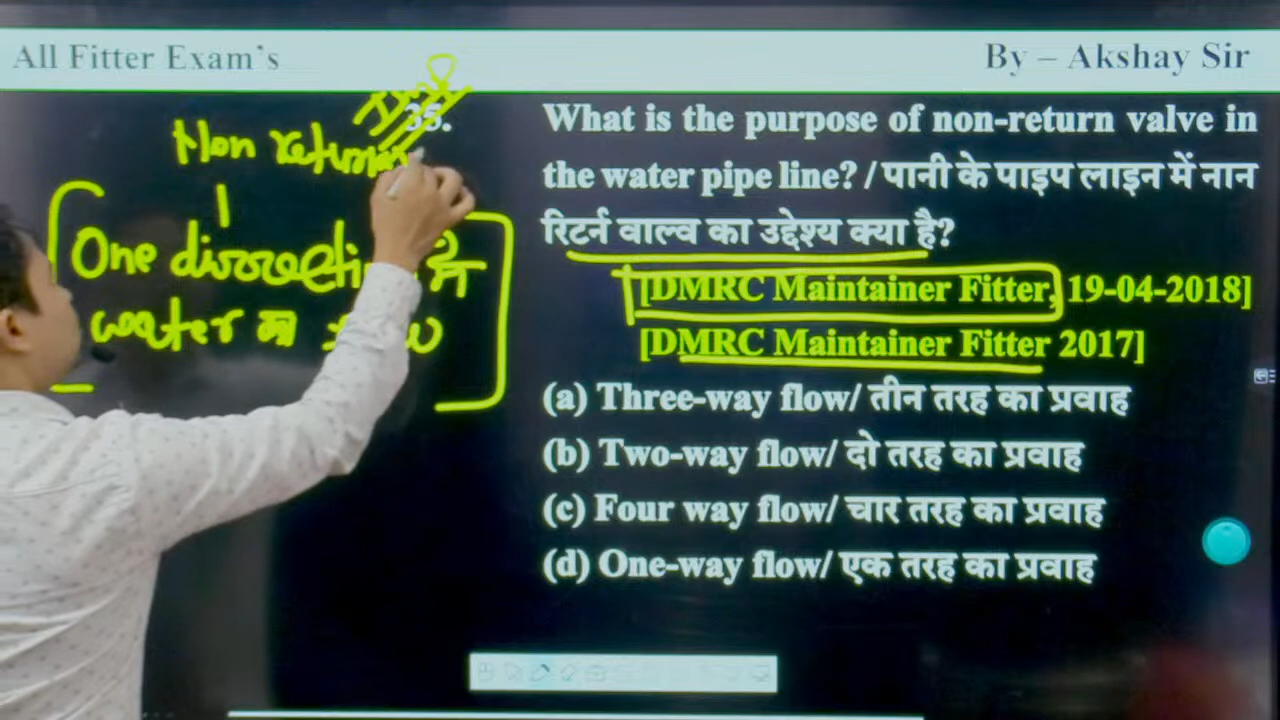 All Fitter Exam's
By – Akshay Sir
35.
What is the purpose of non-return valve in
the water pipe line? / पानी के पाइप लाइन में नान
रिटर्न वाल्व का उद्देश्य क्या है?
[DMRC Maintainer Fitter, 19-04-2018]
[DMRC Maintainer Fitter 2017]
(a) Three-way flow/ तीन तरह का प्रवाह
(b) Two-way flow/ दो तरह का प्रवाह
(c) Four way flow/ चार तरह का प्रवाह
(d) One-way flow/ एक तरह का प्रवाह
Non return
One
water का